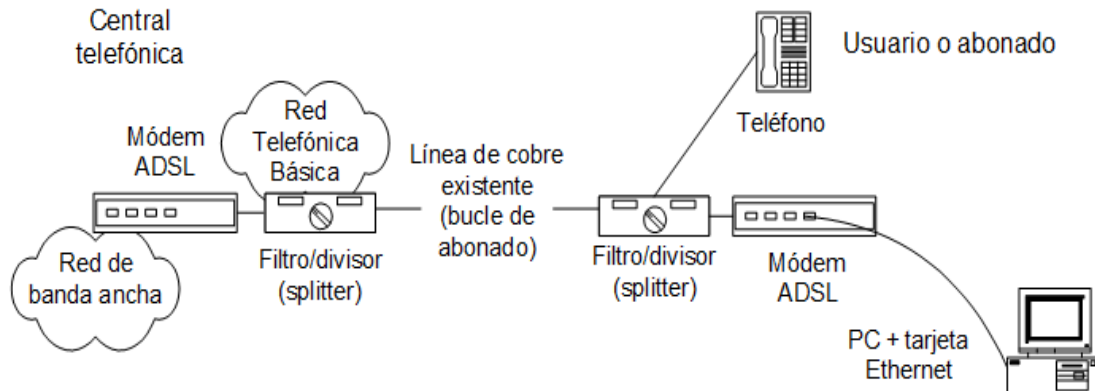 Central
telefónica
Usuario o abonado
Teléfono
Módem
ADSL
Red
Telefónica
Básica
Línea de cobre
existente
(bucle de
abonado)
Red de
banda ancha
Filtro/divisor
(splitter)
Filtro/divisor
(splitter)
Módem
ADSL
PC + tarjeta
Ethernet